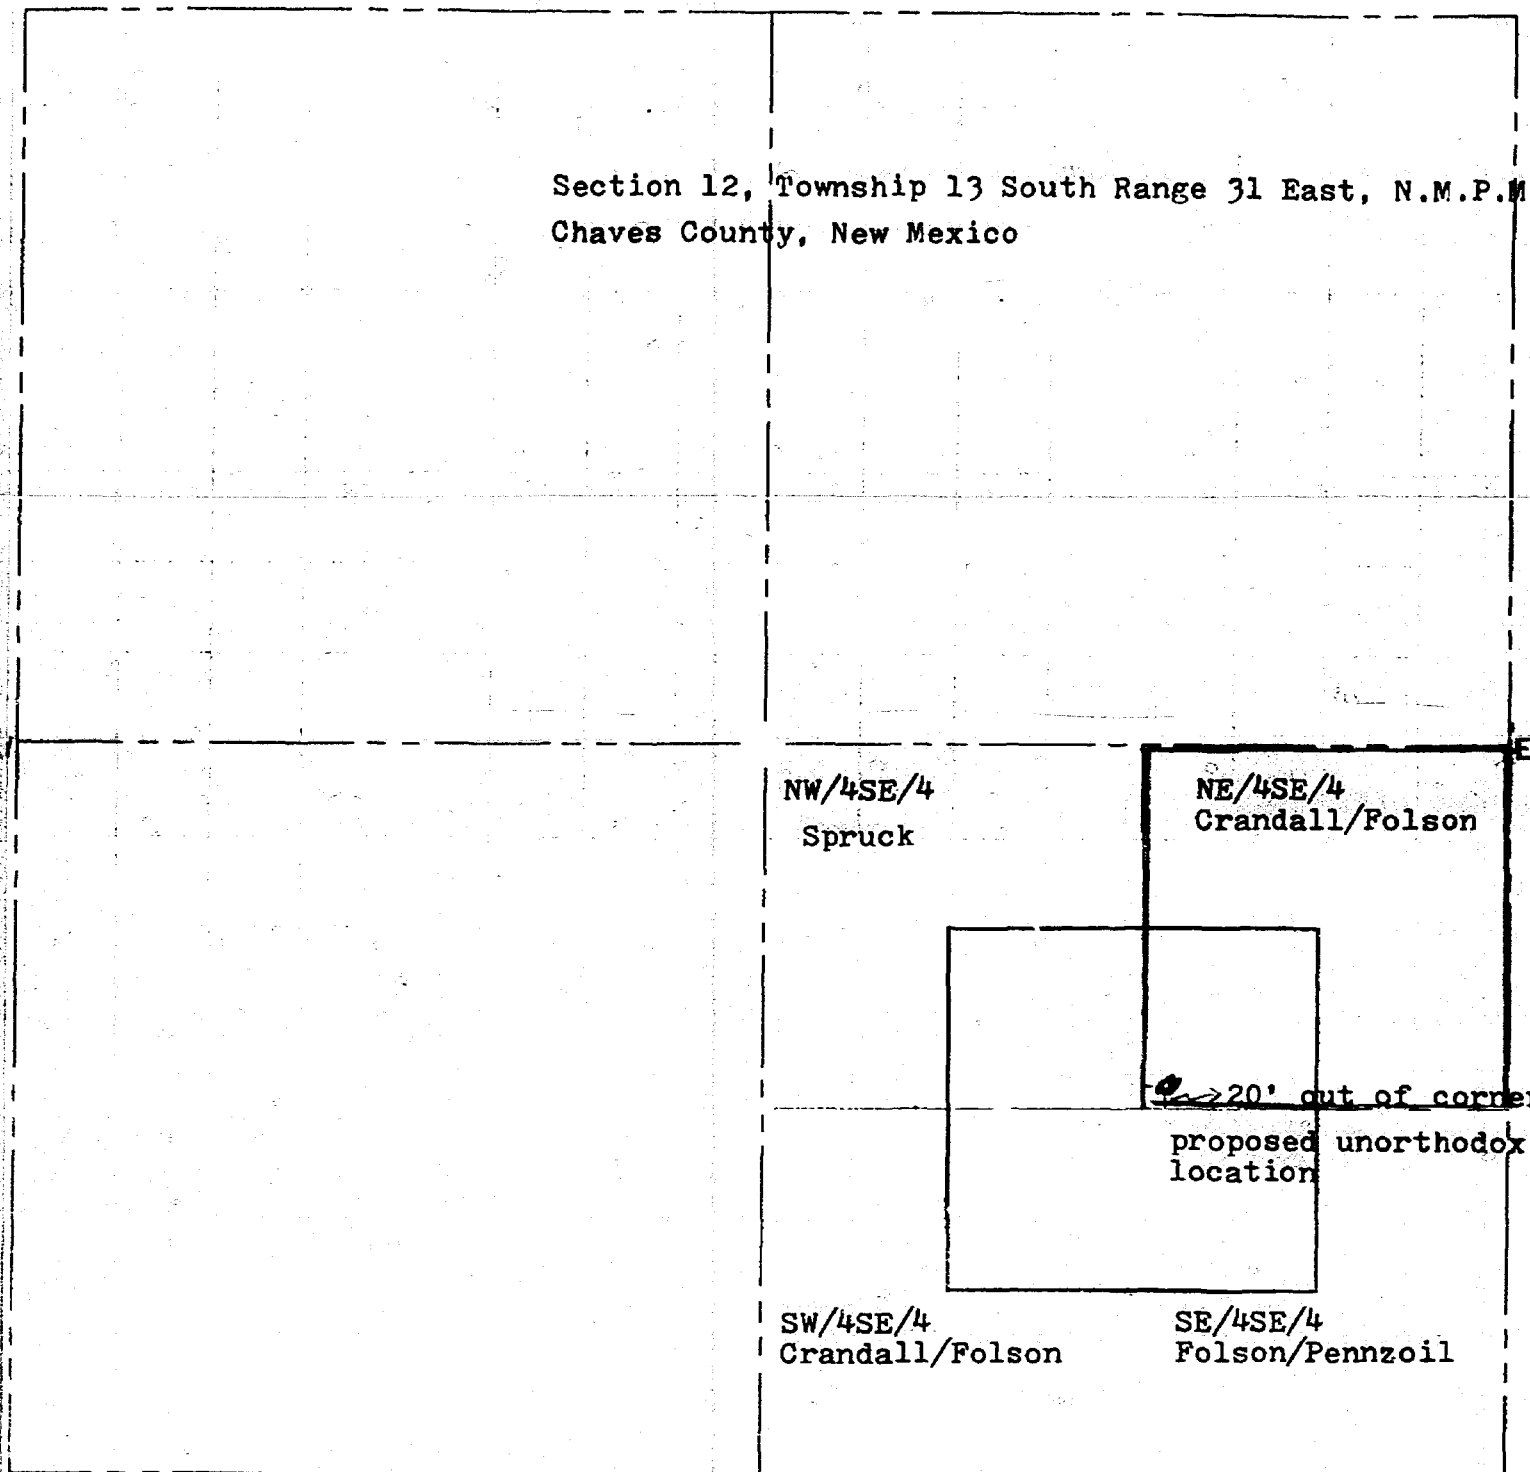 Section 12, Township 13 South Range 31 East, N.M.P.M
Chaves County, New Mexico
E
NW/4SE/4
Spruck
NE/4SE/4
Crandall/Folson
20' out of corner
proposed unorthodox
location
SW/4SE/4
Crandall/Folson
SE/4SE/4
Folson/Pennzoil